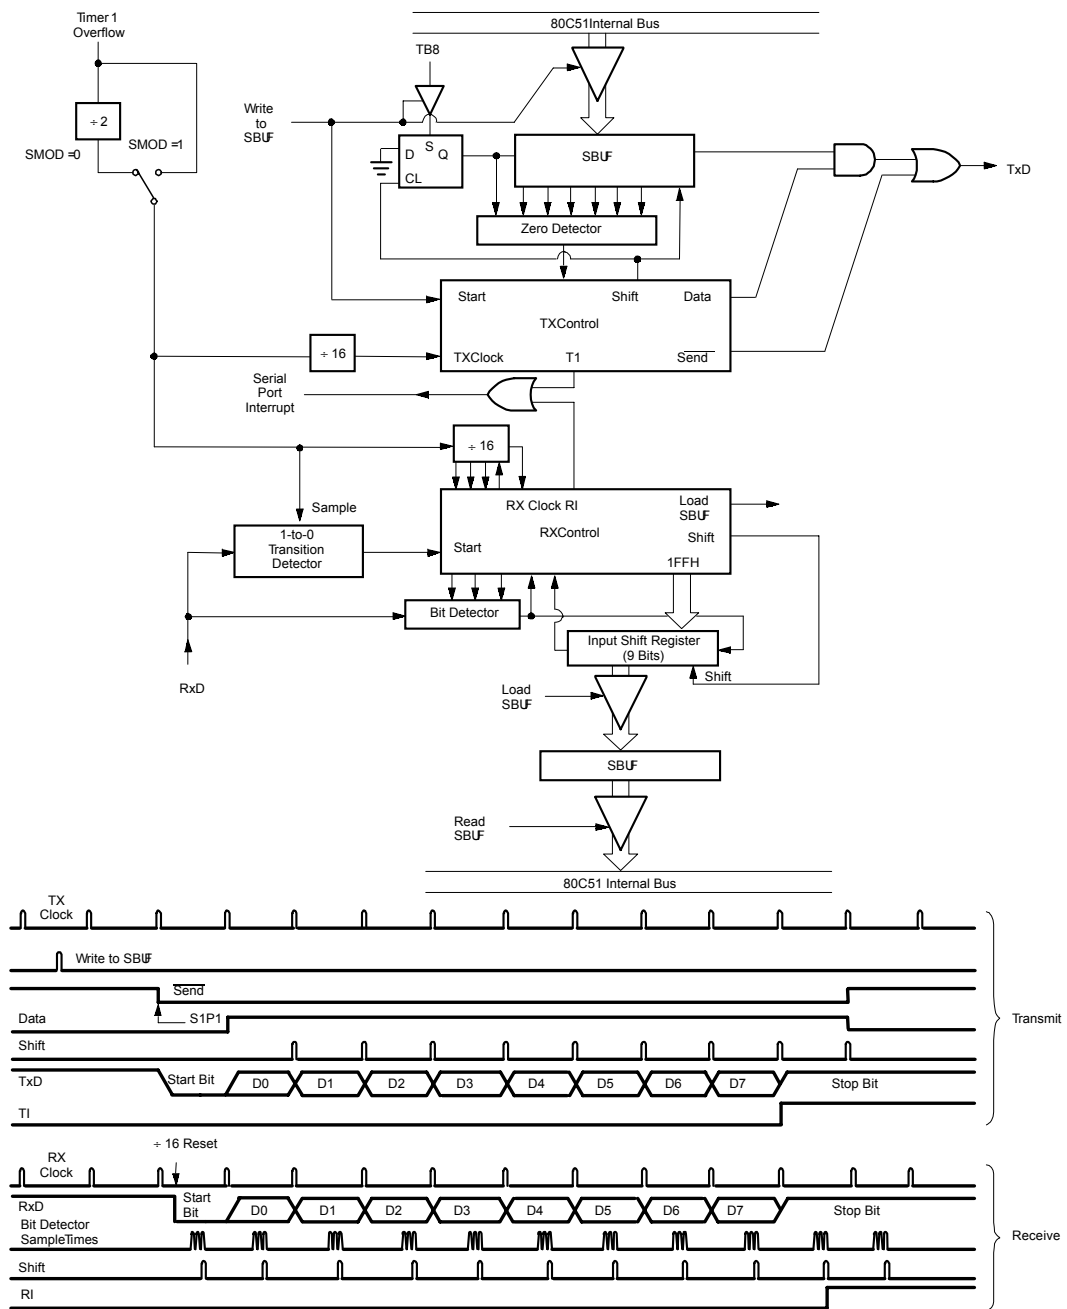 Timer 1
Overflow
80C51Internal Bus
TB8
÷ 2
Write
to
SBUF
SMOD =1
SMOD =0
S
D
Q
CL
SBUF
TxD
Zero Detector
Start
Shift
Data
TXControl
÷ 16
TXClock
T1
Send
Serial
Port
Interrupt
÷ 16
Sample
RX Clock RI
Load
SBUF
RXControl
Shift
1-to-0
Transition
Detector
Start
1FFH
Bit Detector
Input Shift Register
(9 Bits)
Shift
RxD
Load
SBUF
SBUF
Read
SBUF
80C51 Internal Bus
TX
Clock
Write to SBUF
Send
Data
S1P1
Transmit
Shift
TxD
Start Bit
D0
D1
D2
D3
D4
D5
D6
D7
Stop Bit
TI
÷ 16 Reset
RX
Clock
RxD
Start
Bit
D0
D1
D2
D3
D4
D5
D6
D7
Stop Bit
Bit Detector
SampleTimes
Receive
Shift
RI